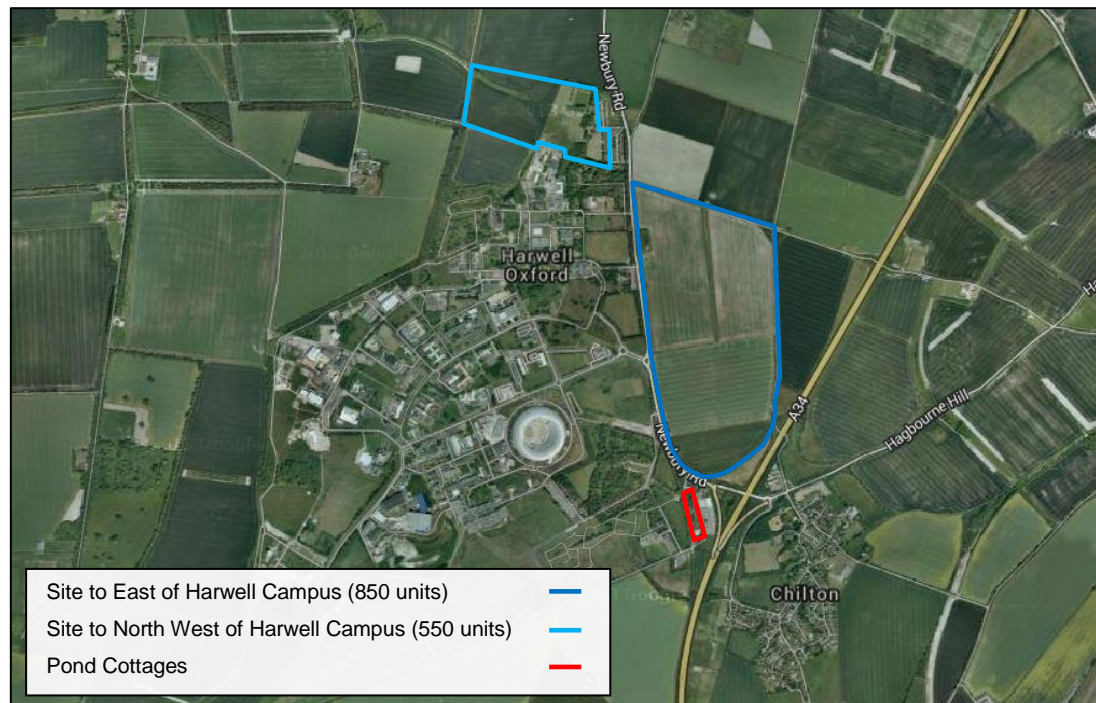 Newbury Rd
Harwell
Oxford
A34
Hagbourne Hill
Newbury Rd
Chilton
Site to East of Harwell Campus (850 units)
Site to North West of Harwell Campus (550 units)
Pond Cottages